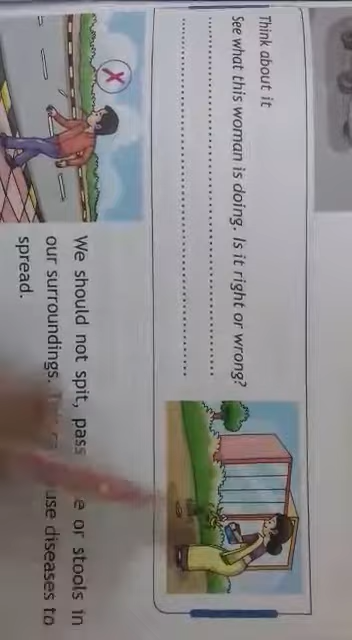 Think about it
See what this woman is doing. Is it right or wrong?
We should not spit, pass or stools in
our surroundings. diseases to
spread.